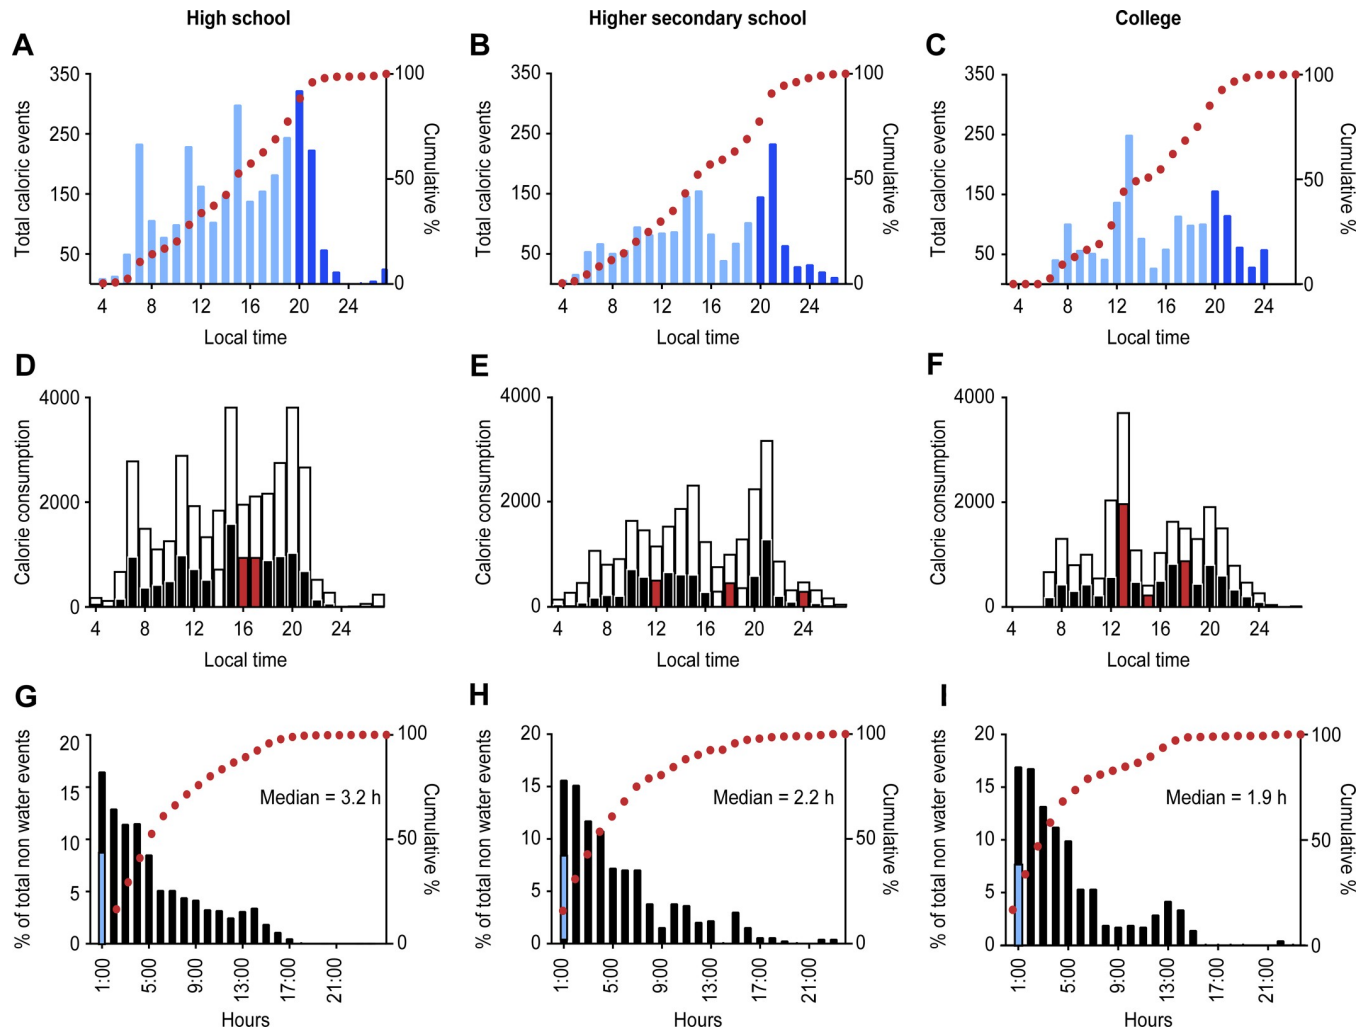 High school
Higher secondary school
College
A
B
C
350
250
150
50
100
50
0
Total caloric events
Cumulative %
4 8 12 16 20 24
Local time
350
250
150
50
100
50
0
Total caloric events
Cumulative %
4 8 12 16 20 24
Local time
350
250
150
50
100
50
0
Total caloric events
Cumulative %
4 8 12 16 20 24
Local time
D
E
F
4000
2000
0
Calorie consumption
4 8 12 16 20 24
Local time
4000
2000
0
Calorie consumption
4 8 12 16 20 24
Local time
4000
2000
0
Calorie consumption
4 8 12 16 20 24
Local time
G
H
I
20
15
10
5
0
100
50
0
% of total non water events
Cumulative %
Median = 3.2 h
1:00 5:00 9:00 13:00 17:00 21:00
Hours
20
15
10
5
0
100
50
0
% of total non water events
Cumulative %
Median = 2.2 h
1:00 5:00 9:00 13:00 17:00 21:00
Hours
20
15
10
5
0
100
50
0
% of total non water events
Cumulative %
Median = 1.9 h
1:00 5:00 9:00 13:00 17:00 21:00
Hours